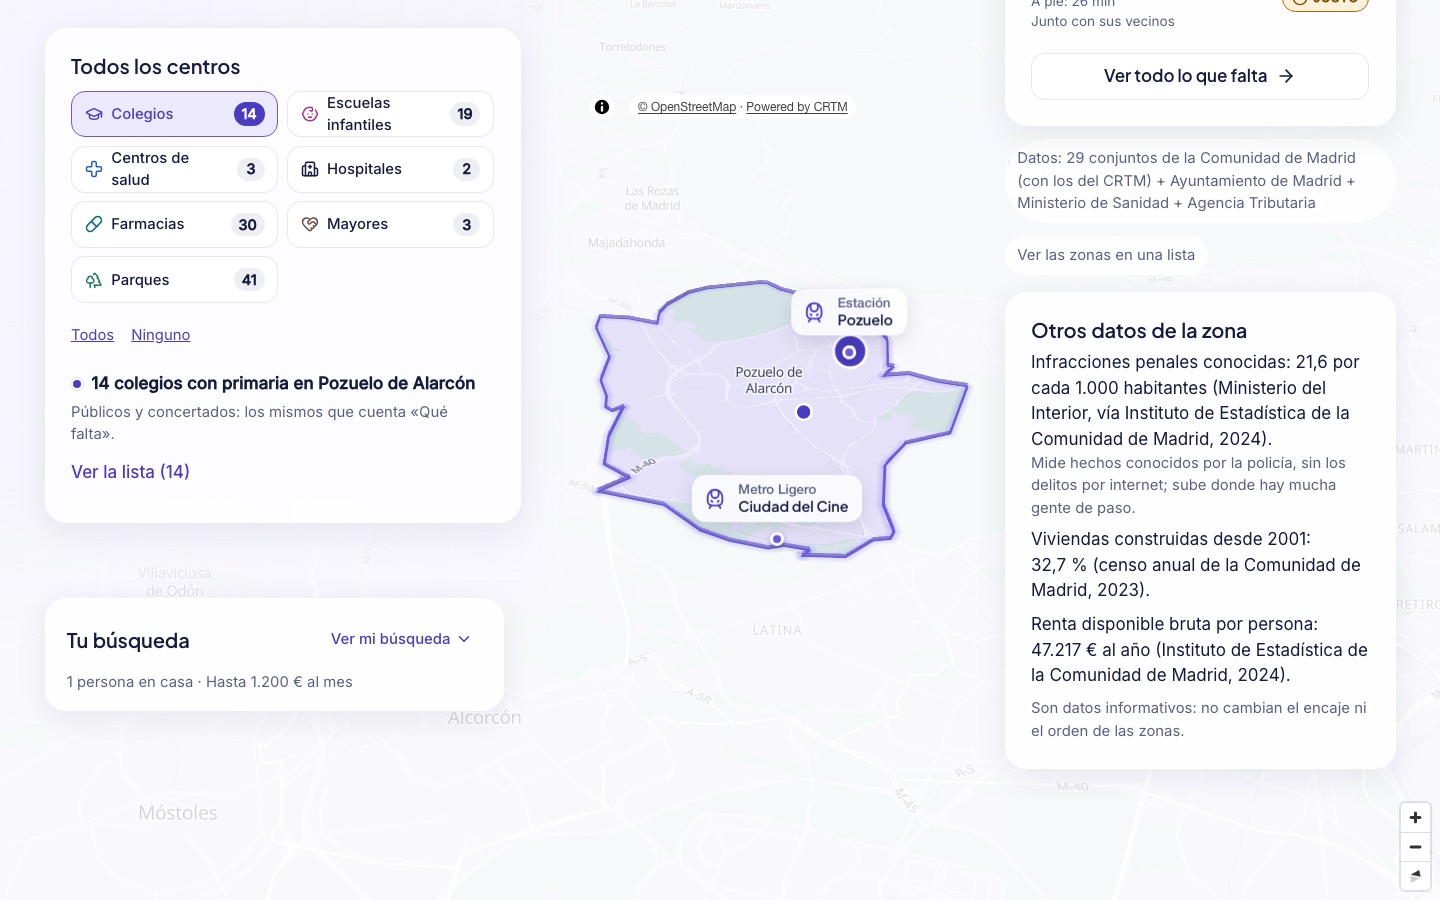 Todos los centros
Colegios 14
Escuelas infantiles 19
Centros de salud 3
Hospitales 2
Farmacias 30
Mayores 3
Parques 41
Todos Ninguno
14 colegios con primaria en Pozuelo de Alarcón
Públicos y concertados: los mismos que cuenta «Qué
falta».
Ver la lista (14)
Villaviciosa
de Odón
Tu búsqueda
Ver mi búsqueda
1 persona en casa · Hasta 1.200 € al mes
Alcorcón
Móstoles
La Berzosa
Manzanares
Torrelodones
© OpenStreetMap · Powered by CRTM
Las Rozas
de Madrid
Majadahonda
Estación
Pozuelo
Pozuelo de
Alarcón
M-40
Metro Ligero
Ciudad del Cine
LATINA
A-5
A-5R
R-5
M-45
M-40
A pie: 26 min
Junto con sus vecinos
Ver todo lo que falta
Datos: 29 conjuntos de la Comunidad de Madrid
(con los del CRTM) + Ayuntamiento de Madrid +
Ministerio de Sanidad + Agencia Tributaria
Ver las zonas en una lista
Otros datos de la zona
Infracciones penales conocidas: 21,6 por
cada 1.000 habitantes (Ministerio del
Interior, vía Instituto de Estadística de la
Comunidad de Madrid, 2024).
Mide hechos conocidos por la policía, sin los
delitos por internet; sube donde hay mucha
gente de paso.
Viviendas construidas desde 2001:
32,7 % (censo anual de la Comunidad de
Madrid, 2023).
Renta disponible bruta por persona:
47.217 € al año (Instituto de Estadística de
la Comunidad de Madrid, 2024).
Son datos informativos: no cambian el encaje ni
el orden de las zonas.